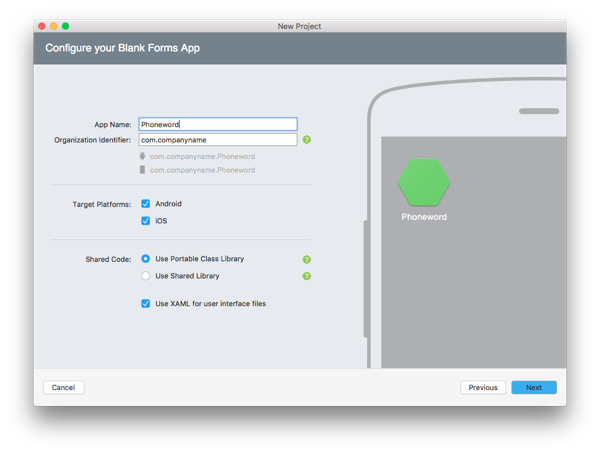 New Project
Configure your Blank Forms App
App Name: Phoneword
Organization Identifier: com.companyname
com.companyname.Phoneword
com.companyname.Phoneword
Target Platforms: Android
iOS
Shared Code: Use Portable Class Library
Use Shared Library
Use XAML for user interface files
Phoneword
Cancel Previous Next